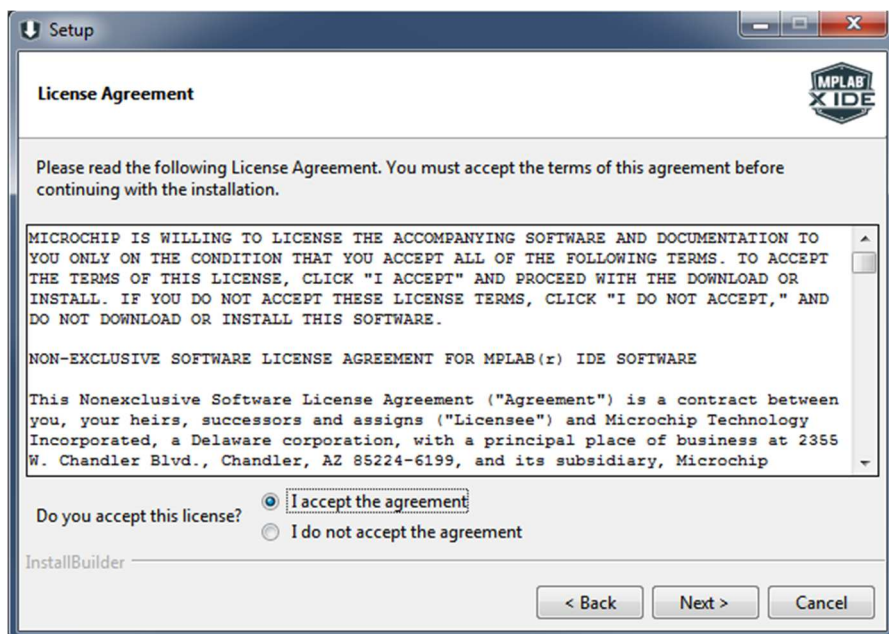 Setup
License Agreement
MPLAB
X IDE
Please read the following License Agreement. You must accept the terms of this agreement before
continuing with the installation.
MICROCHIP IS WILLING TO LICENSE THE ACCOMPANYING SOFTWARE AND DOCUMENTATION TO
YOU ONLY ON THE CONDITION THAT YOU ACCEPT ALL OF THE FOLLOWING TERMS. TO ACCEPT
THE TERMS OF THIS LICENSE, CLICK "I ACCEPT" AND PROCEED WITH THE DOWNLOAD OR
INSTALL. IF YOU DO NOT ACCEPT THESE LICENSE TERMS, CLICK "I DO NOT ACCEPT," AND
DO NOT DOWNLOAD OR INSTALL THIS SOFTWARE.
NON-EXCLUSIVE SOFTWARE LICENSE AGREEMENT FOR MPLAB(r) IDE SOFTWARE
This Nonexclusive Software License Agreement ("Agreement") is a contract between
you, your heirs, successors and assigns ("Licensee") and Microchip Technology
Incorporated, a Delaware corporation, with a principal place of business at 2355
W. Chandler Blvd., Chandler, AZ 85224-6199, and its subsidiary, Microchip
Do you accept this license?
I accept the agreement
I do not accept the agreement
InstallBuilder
< Back
Next >
Cancel